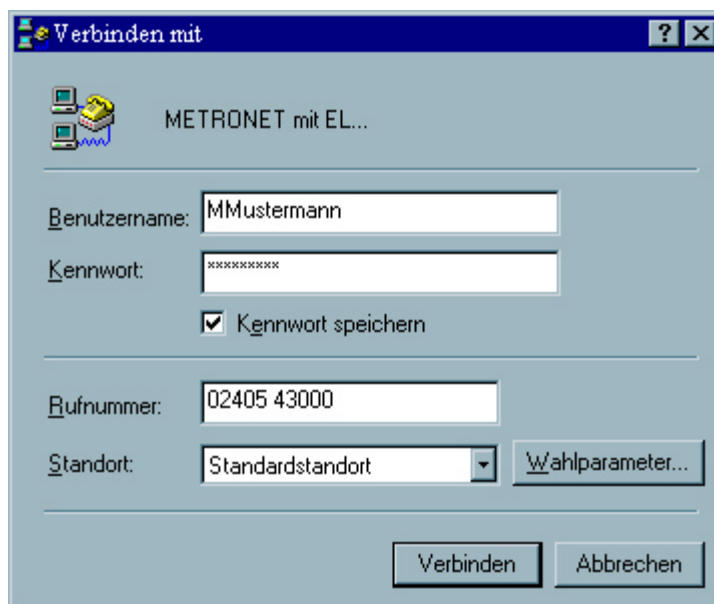 Verbinden mit
METRONET mit EL...
Benutzername: MMustermann
Kennwort: *********
Kennwort speichern
Rufnummer: 02405 43000
Standort: Standardstandort Wahlparameter...
Verbinden Abbrechen